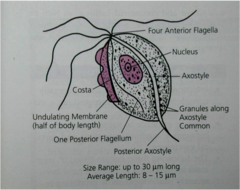 Four Anterior Flagella
Nucleus
Axostyle
Costa
Granules along
Axostyle
Common
Undulating Membrane
(half of body length)
One Posterior Flagellum
Posterior Axostyle
Size Range: up to 30 μm long
Average Length: 8 – 15 μm